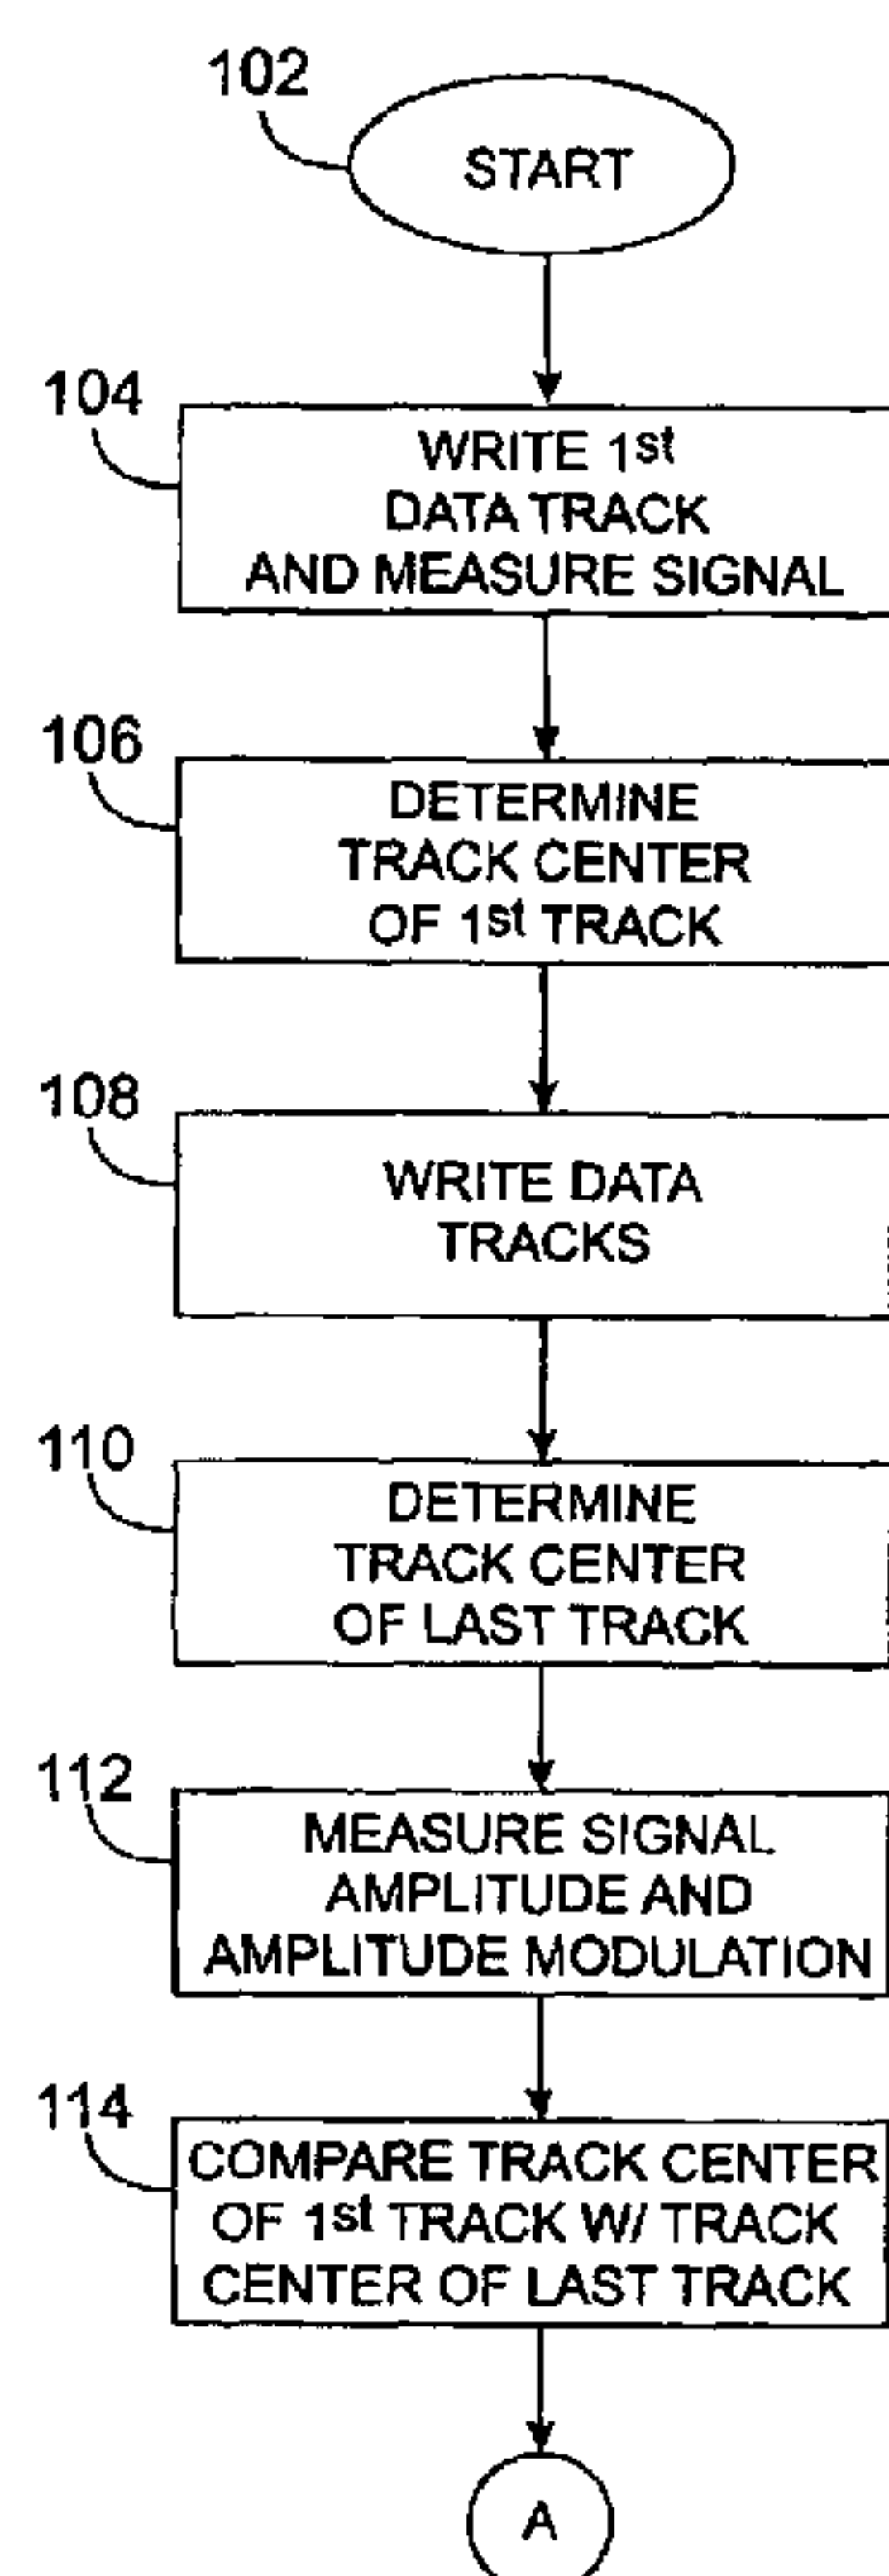 102
START
104
WRITE 1st
DATA TRACK
AND MEASURE SIGNAL
106
DETERMINE
TRACK CENTER
OF 1st TRACK
108
WRITE DATA
TRACKS
110
DETERMINE
TRACK CENTER
OF LAST TRACK
112
MEASURE SIGNAL
AMPLITUDE AND
AMPLITUDE MODULATION
114
COMPARE TRACK CENTER
OF 1st TRACK W/ TRACK
CENTER OF LAST TRACK
A